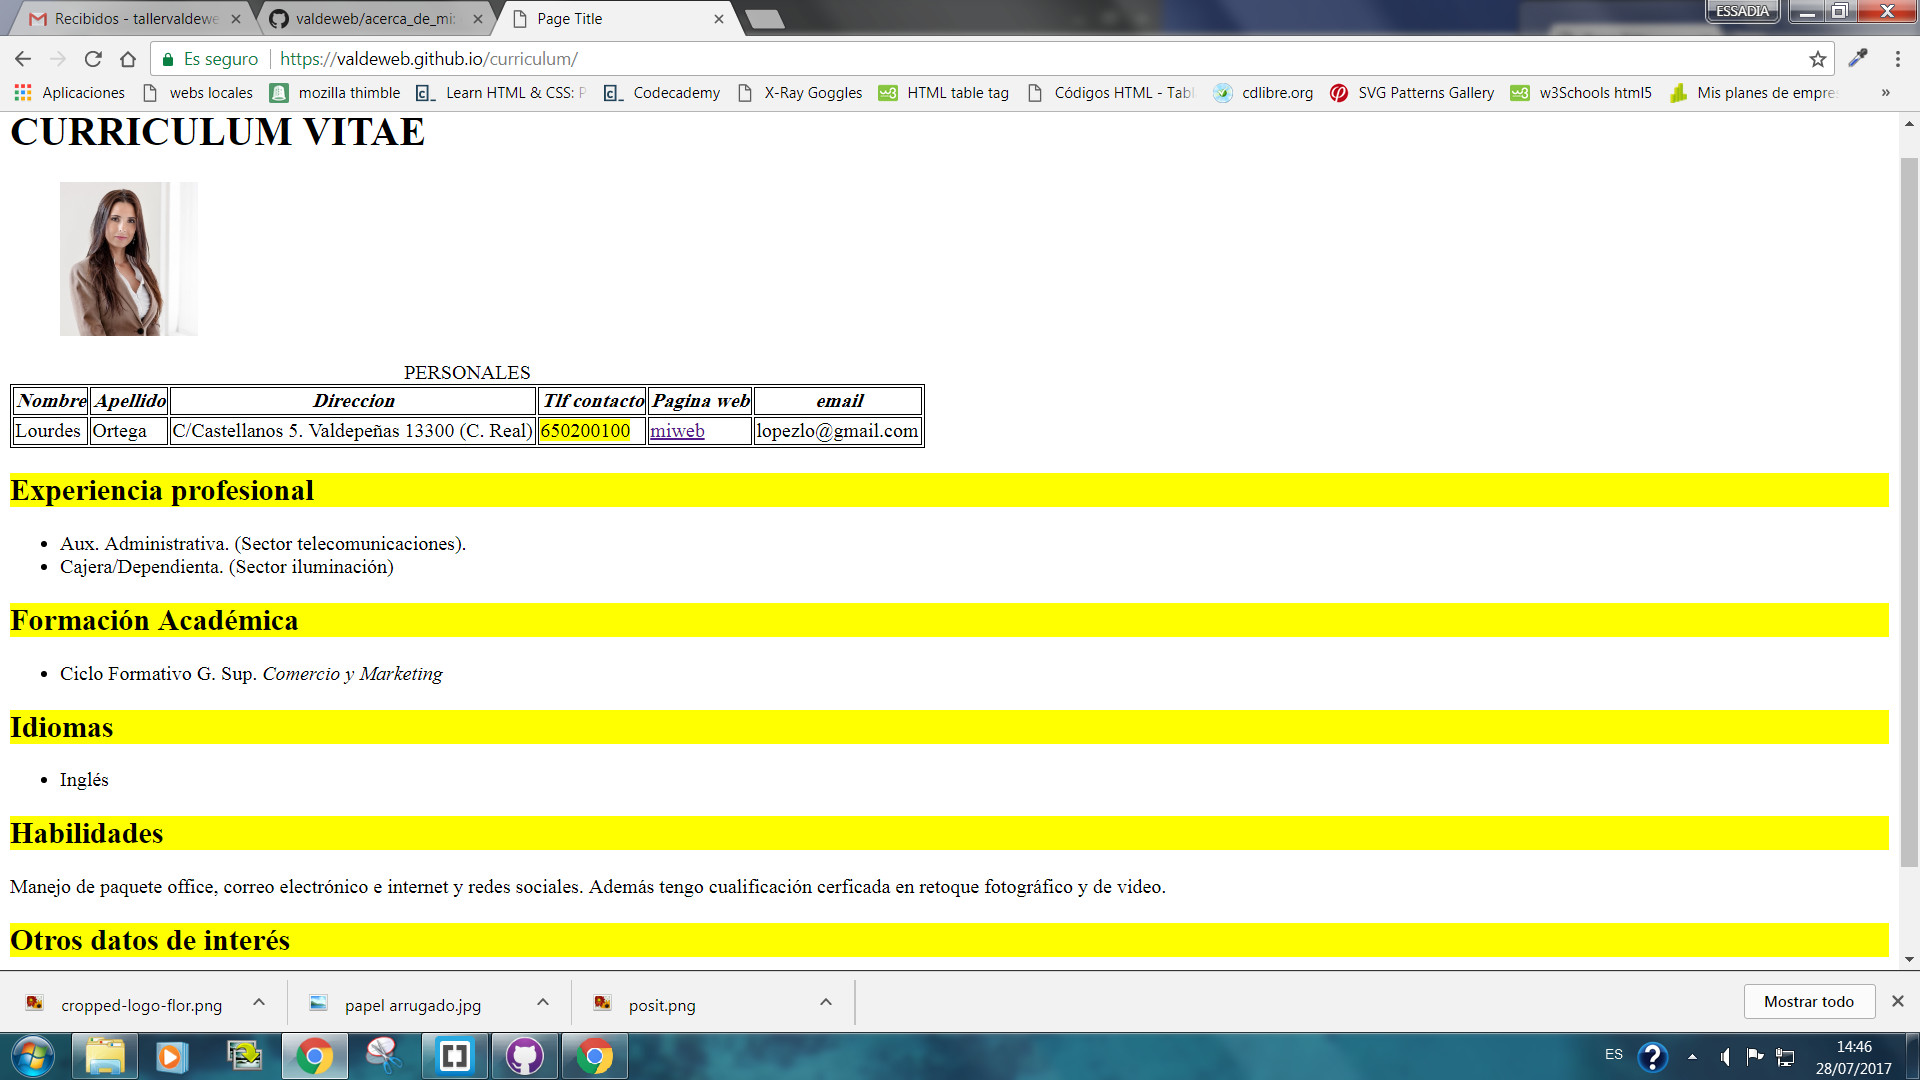 Recibidos - tallervaldewe
valdeweb/acerca_de_mi:
Page Title
ESSADIA
Es seguro
https://valdeweb.github.io/curriculum/
Aplicaciones
webs locales
mozilla thimble
Learn HTML & CSS: P
Codecademy
X-Ray Goggles
HTML table tag
Códigos HTML - Tabl
cdlibre.org
SVG Patterns Gallery
w3Schools html5
Mis planes de empre
»
CURRICULUM VITAE
PERSONALES
Nombre Apellido Direccion Tlf contacto Pagina web email
Lourdes Ortega C/Castellanos 5. Valdepeñas 13300 (C. Real) 650200100 miweb lopezlo@gmail.com
Experiencia profesional
• Aux. Administrativa. (Sector telecomunicaciones).
• Cajera/Dependienta. (Sector iluminación)
Formación Académica
• Ciclo Formativo G. Sup. Comercio y Marketing
Idiomas
• Inglés
Habilidades
Manejo de paquete office, correo electrónico e internet y redes sociales. Además tengo cualificación cerficada en retoque fotográfico y de video.
Otros datos de interés
cropped-logo-flor.png
papel arrugado.jpg
posit.png
Mostrar todo
ES
14:46
28/07/2017